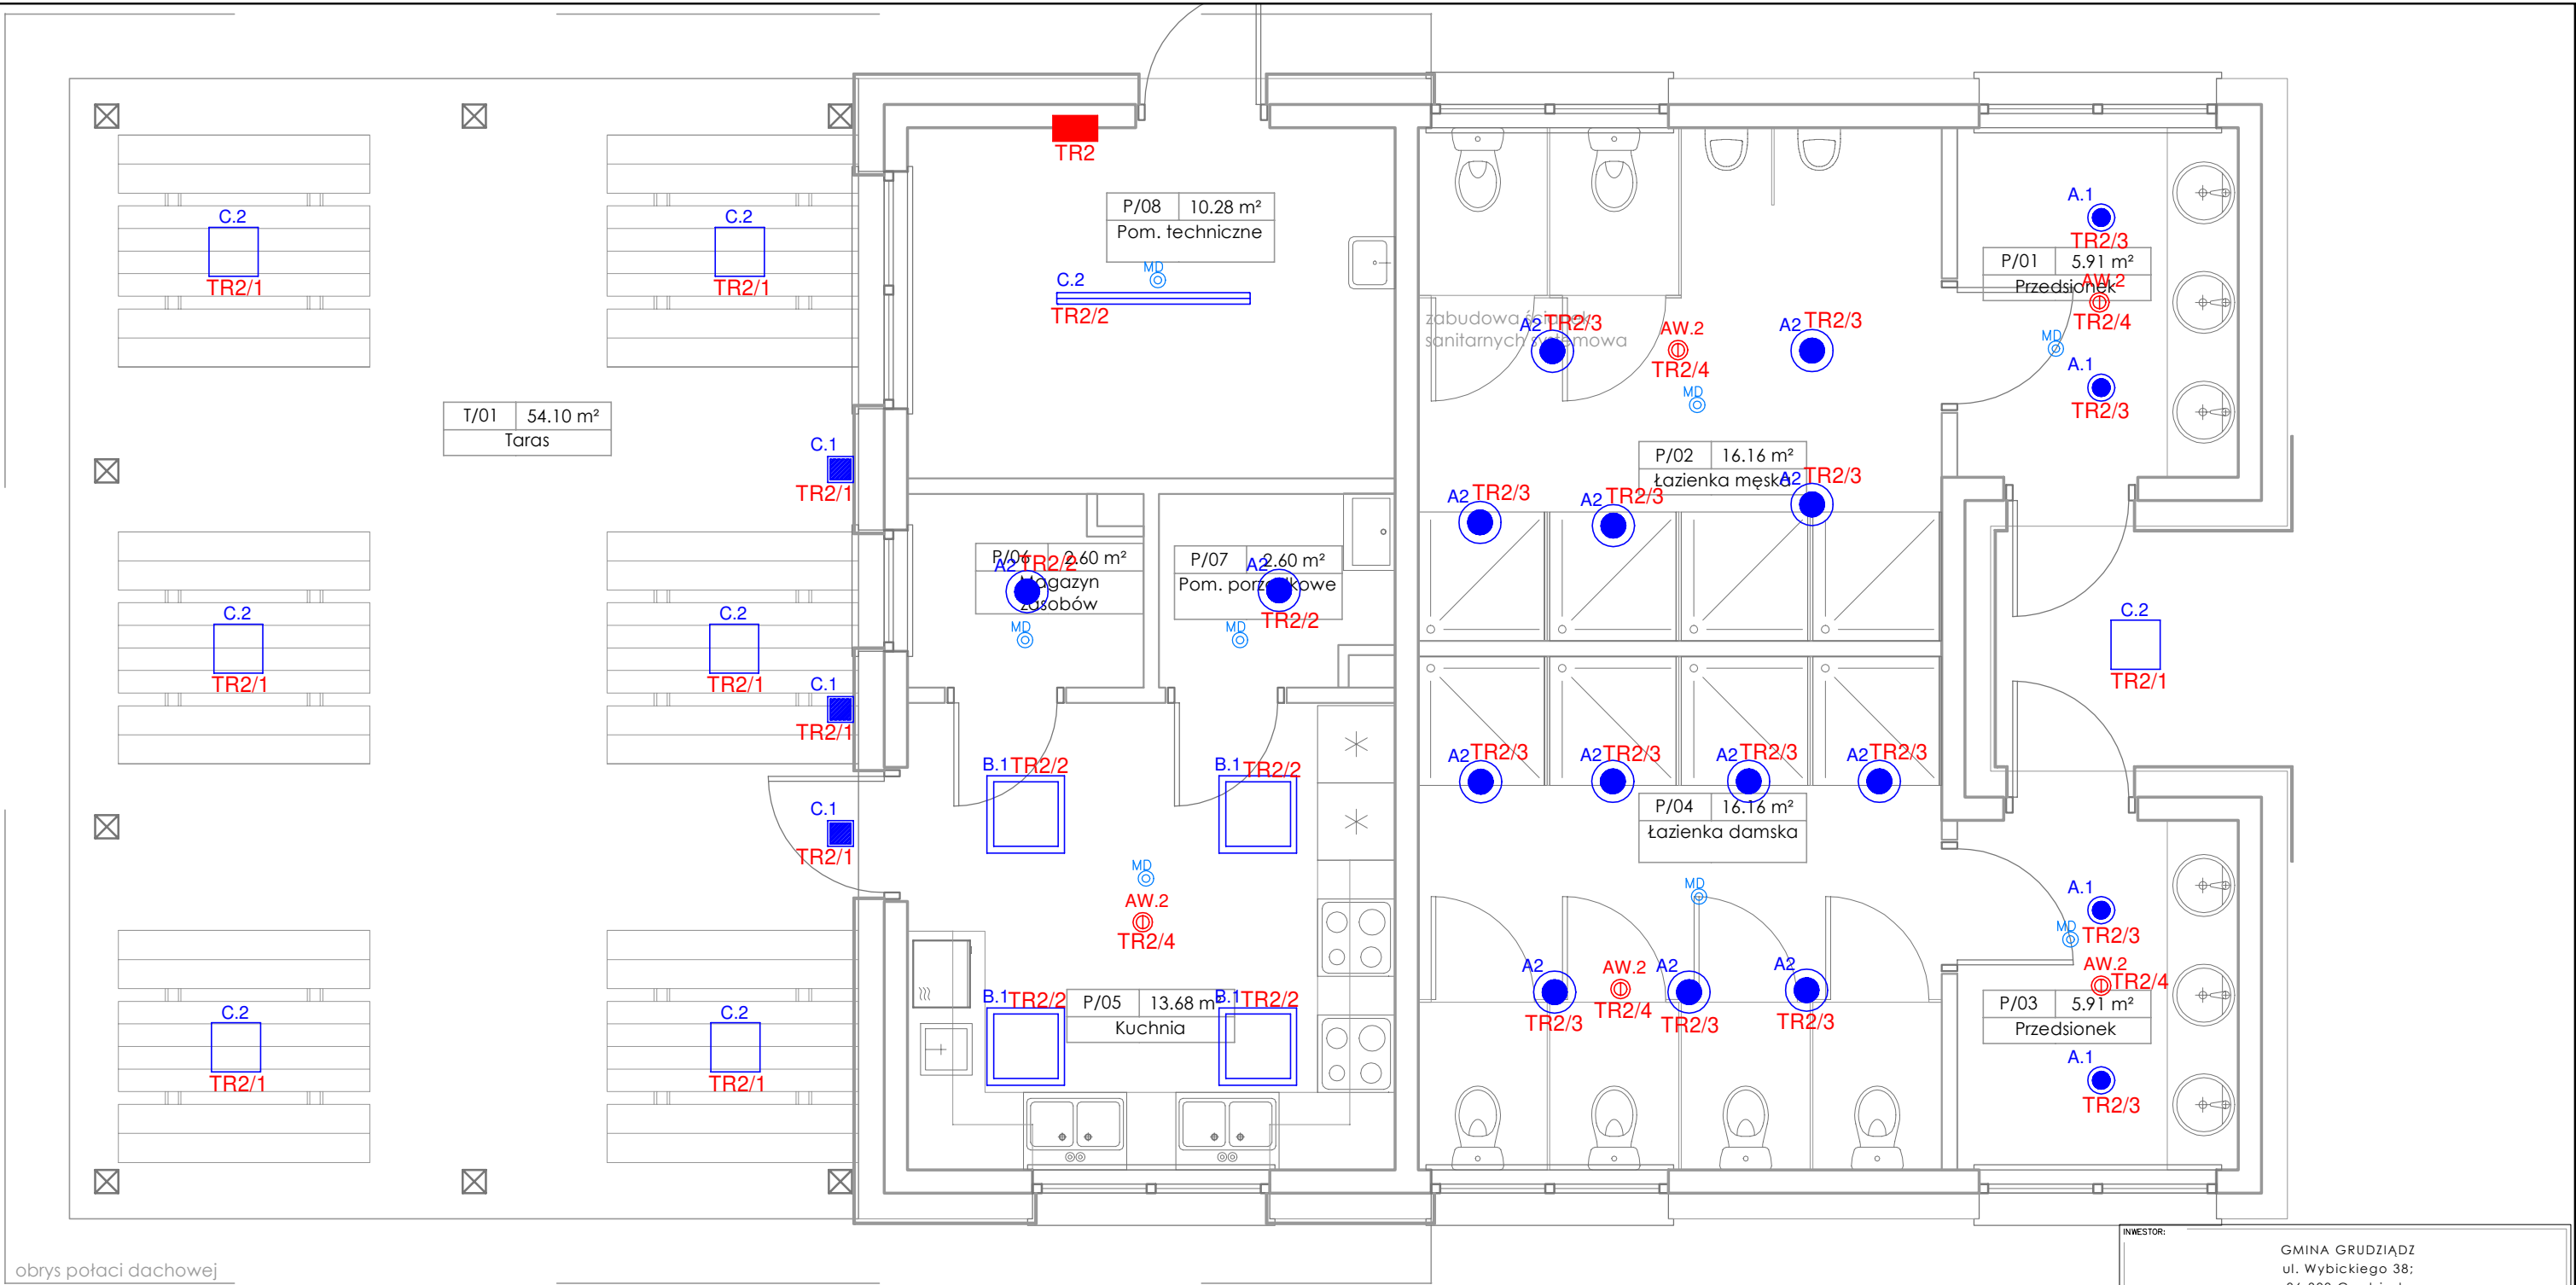 TR2
P/08 10.28 m²
Pom. techniczne
MD
C.2
TR2/2
C.2
TR2/1
C.2
TR2/1
T/01 54.10 m²
Taras
C.1
TR2/1
C.2
TR2/1
C.2
TR2/1
C.1
TR2/1
C.1
TR2/1
C.2
TR2/1
C.2
TR2/1
P/06 2.60 m²
A2 TR2/2
Magazyn
zasobów
MD
P/07 2.60 m²
A2
Pom. porządkowe
TR2/2
MD
B.1 TR2/2
B.1 TR2/2
MD
AW.2
TR2/4
B.1 TR2/2
P/05 13.68 m²
Kuchnia
B.1 TR2/2
zabudowa ścianek
sanitarnych systemowa
A2 TR2/3
AW.2
TR2/4
MD
A2 TR2/3
P/02 16.16 m²
Łazienka męska
A2 TR2/3
A2 TR2/3
A2 TR2/3
A.1
TR2/3
P/01 5.91 m²
Przedsionek
AW.2
TR2/4
MD
A.1
TR2/3
C.2
TR2/1
A2 TR2/3
A2 TR2/3
A2 TR2/3
A2 TR2/3
P/04 16.16 m²
Łazienka damska
MD
A2
TR2/3
AW.2
TR2/4
A2
TR2/3
A2
TR2/3
A.1
TR2/3
MD
AW.2
TR2/4
P/03 5.91 m²
Przedsionek
A.1
TR2/3
obrys połaci dachowej
INWESTOR:
GMINA GRUDZIĄDZ
ul. Wybickiego 38;